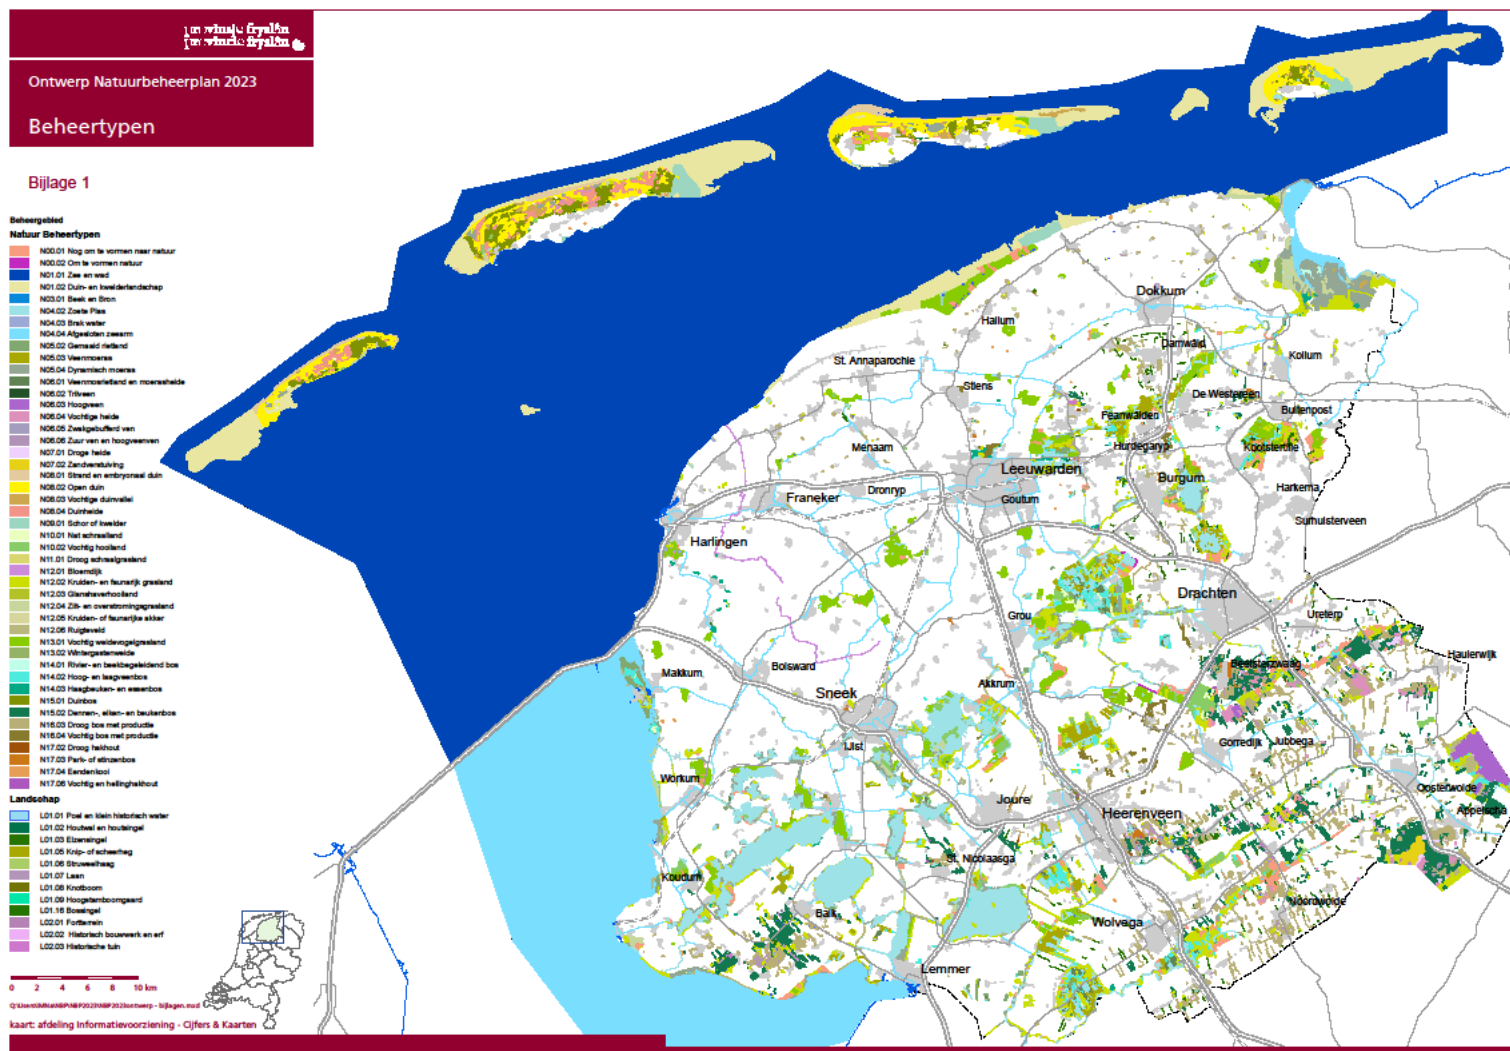 provinsje fryslân
provincie fryslân
Ontwerp Natuurbeheerplan 2023
Beheertypen
Bijlage 1
Beheergebied
Natuur Beheertypen
N00.01 Nog om te vormen naar natuur
N00.02 Om te vormen natuur
N01.01 Zee en wad
N01.02 Duin- en kwelderlandschap
N03.01 Beek en Bron
N04.02 Zoete Plas
N04.03 Brak water
N04.04 Afgesloten zeearm
N05.02 Gemaaid rietland
N05.03 Veenmoeras
N05.04 Dynamisch moeras
N06.01 Veenmosrietland en moerasheide
N06.02 Trilveen
N06.03 Hoogveen
N06.04 Vochtige heide
N06.05 Zwakgebufferd ven
N06.06 Zuur ven en hoogveenven
N07.01 Droge heide
N07.02 Zandverstuiving
N08.01 Strand en embryonaal duin
N08.02 Open duin
N08.03 Vochtige duinvallei
N08.04 Duinheide
N09.01 Schor of kwelder
N10.01 Nat schraalland
N10.02 Vochtig hooiland
N11.01 Droog schraalgrasland
N12.01 Bloemdijk
N12.02 Kruiden- en faunarijk grasland
N12.03 Glanshaverhooiland
N12.04 Zilt- en overstromingsgrasland
N12.05 Kruiden- of faunarijke akker
N12.06 Ruigteveld
N13.01 Vochtig weidevogelgrasland
N13.02 Wintergastenweide
N14.01 Rivier- en beekbegeleidend bos
N14.02 Hoog- en laagveenbos
N14.03 Haagbeuken- en essenbos
N15.01 Duinbos
N15.02 Dennen-, eiken- en beukenbos
N16.03 Droog bos met productie
N16.04 Vochtig bos met productie
N17.02 Droog hakhout
N17.03 Park- of stinzenbos
N17.04 Eendenkooi
N17.06 Vochtig en hellinghakhout
Landschap
L01.01 Poel en klein historisch water
L01.02 Houtwal en houtsingel
L01.03 Elzensingel
L01.05 Knip- of scheerheg
L01.06 Struweelhaag
L01.07 Laan
L01.08 Knotboom
L01.09 Hoogstamboomgaard
L01.16 Bossingel
L02.01 Fortterrein
L02.02 Historisch bouwwerk en erf
L02.03 Historische tuin
0 2 4 6 8 10 km
kaart: afdeling Informatievoorziening - Cijfers & Kaarten
Dokkum
Hallum
Damwald
Kollum
St. Annaparochie
Stiens
De Westereen
Buitenpost
Feanwalden
Menaam
Hurdegaryp
Kootstertille
Leeuwarden
Burgum
Harkema
Franeker
Dronryp
Goutum
Surhuisterveen
Harlingen
Drachten
Grou
Ureterp
Bolsward
Makkum
Beetsterzwaag
Haulerwijk
Akkrum
Sneek
IJlst
Gorredijk
Jubbega
Workum
Oosterwolde
Joure
Heerenveen
Appelscha
St. Nicolaasga
Koudum
Noordwolde
Balk
Wolvega
Lemmer